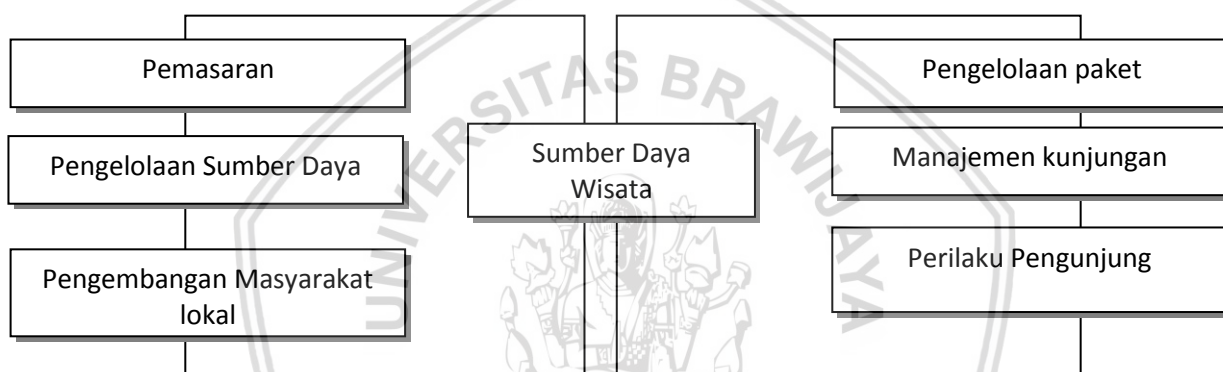 Pemasaran
Pengelolaan Sumber Daya
Pengembangan Masyarakat
lokal
Sumber Daya
Wisata
Pengelolaan paket
Manajemen kunjungan
Perilaku Pengunjung
UNIVERSITAS BRAWIJAYA